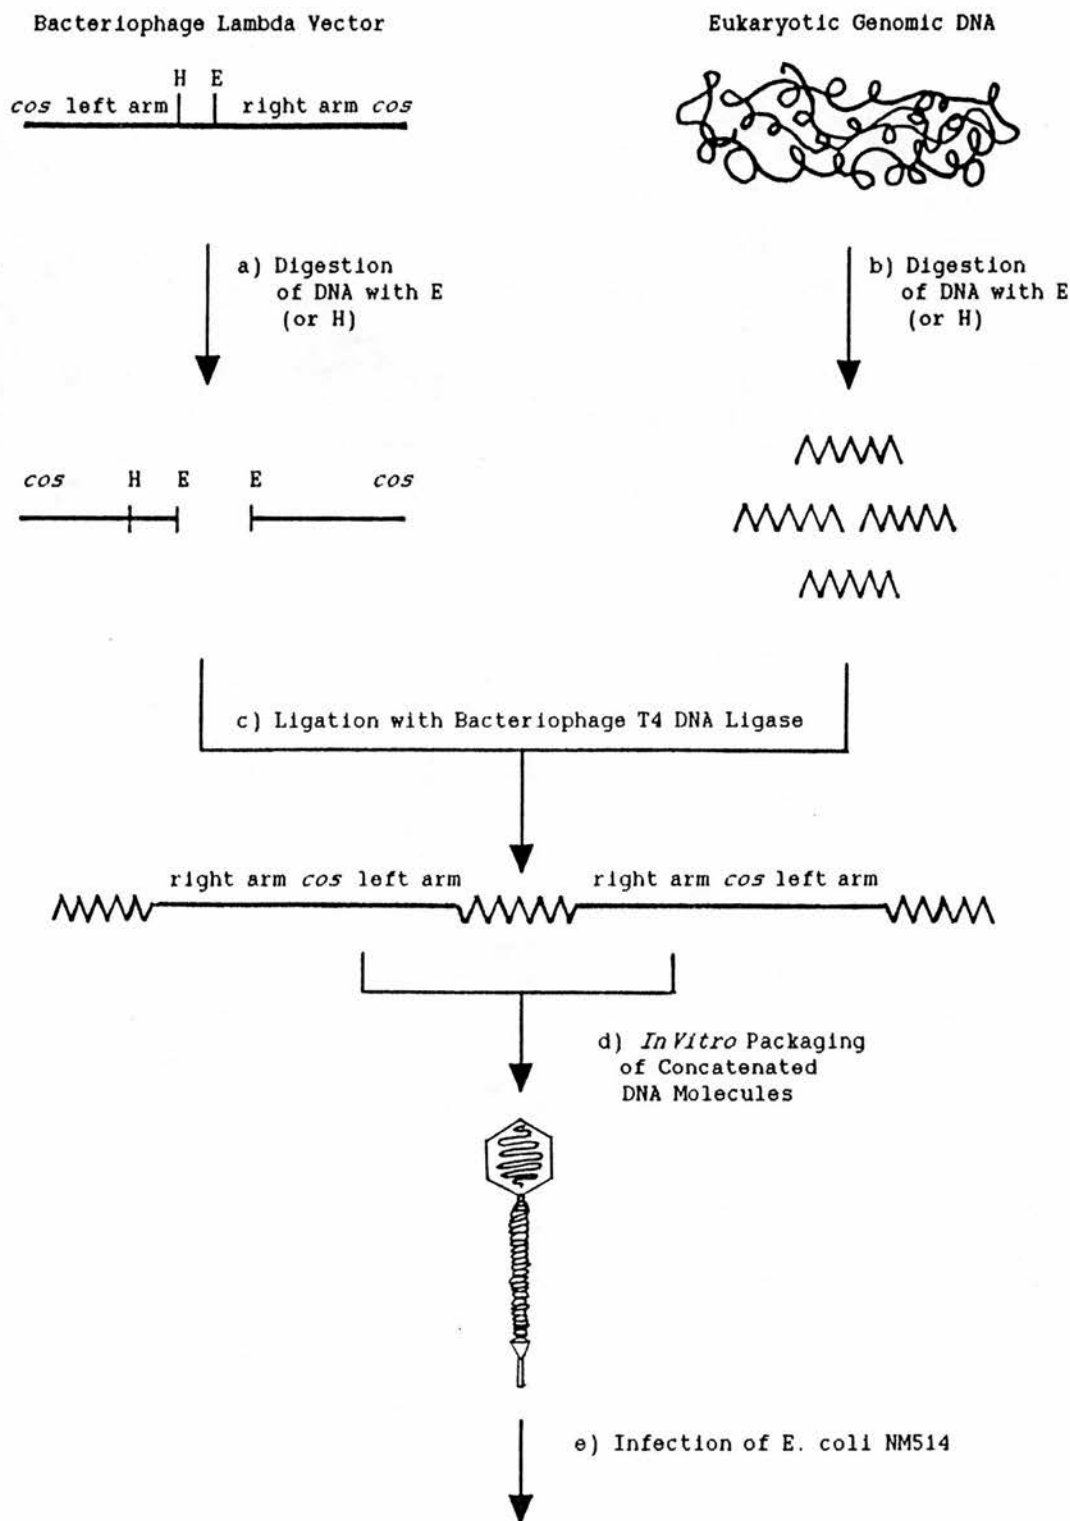 Bacteriophage Lambda Vector
Eukaryotic Genomic DNA
H E
cos left arm right arm cos
a) Digestion
of DNA with E
(or H)
b) Digestion
of DNA with E
(or H)
cos H E E cos
c) Ligation with Bacteriophage T4 DNA Ligase
right arm cos left arm right arm cos left arm
d) In Vitro Packaging
of Concatenated
DNA Molecules
e) Infection of E. coli NM514